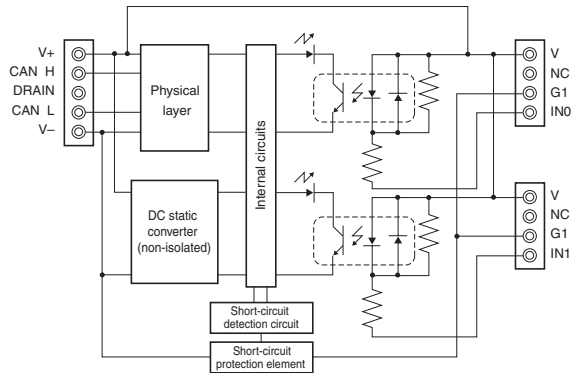 V+
CAN H
DRAIN
CAN L
V–
Physical
layer
DC static
converter
(non-isolated)
Internal circuits
Short-circuit
detection circuit
Short-circuit
protection element
V
NC
G1
IN0
V
NC
G1
IN1